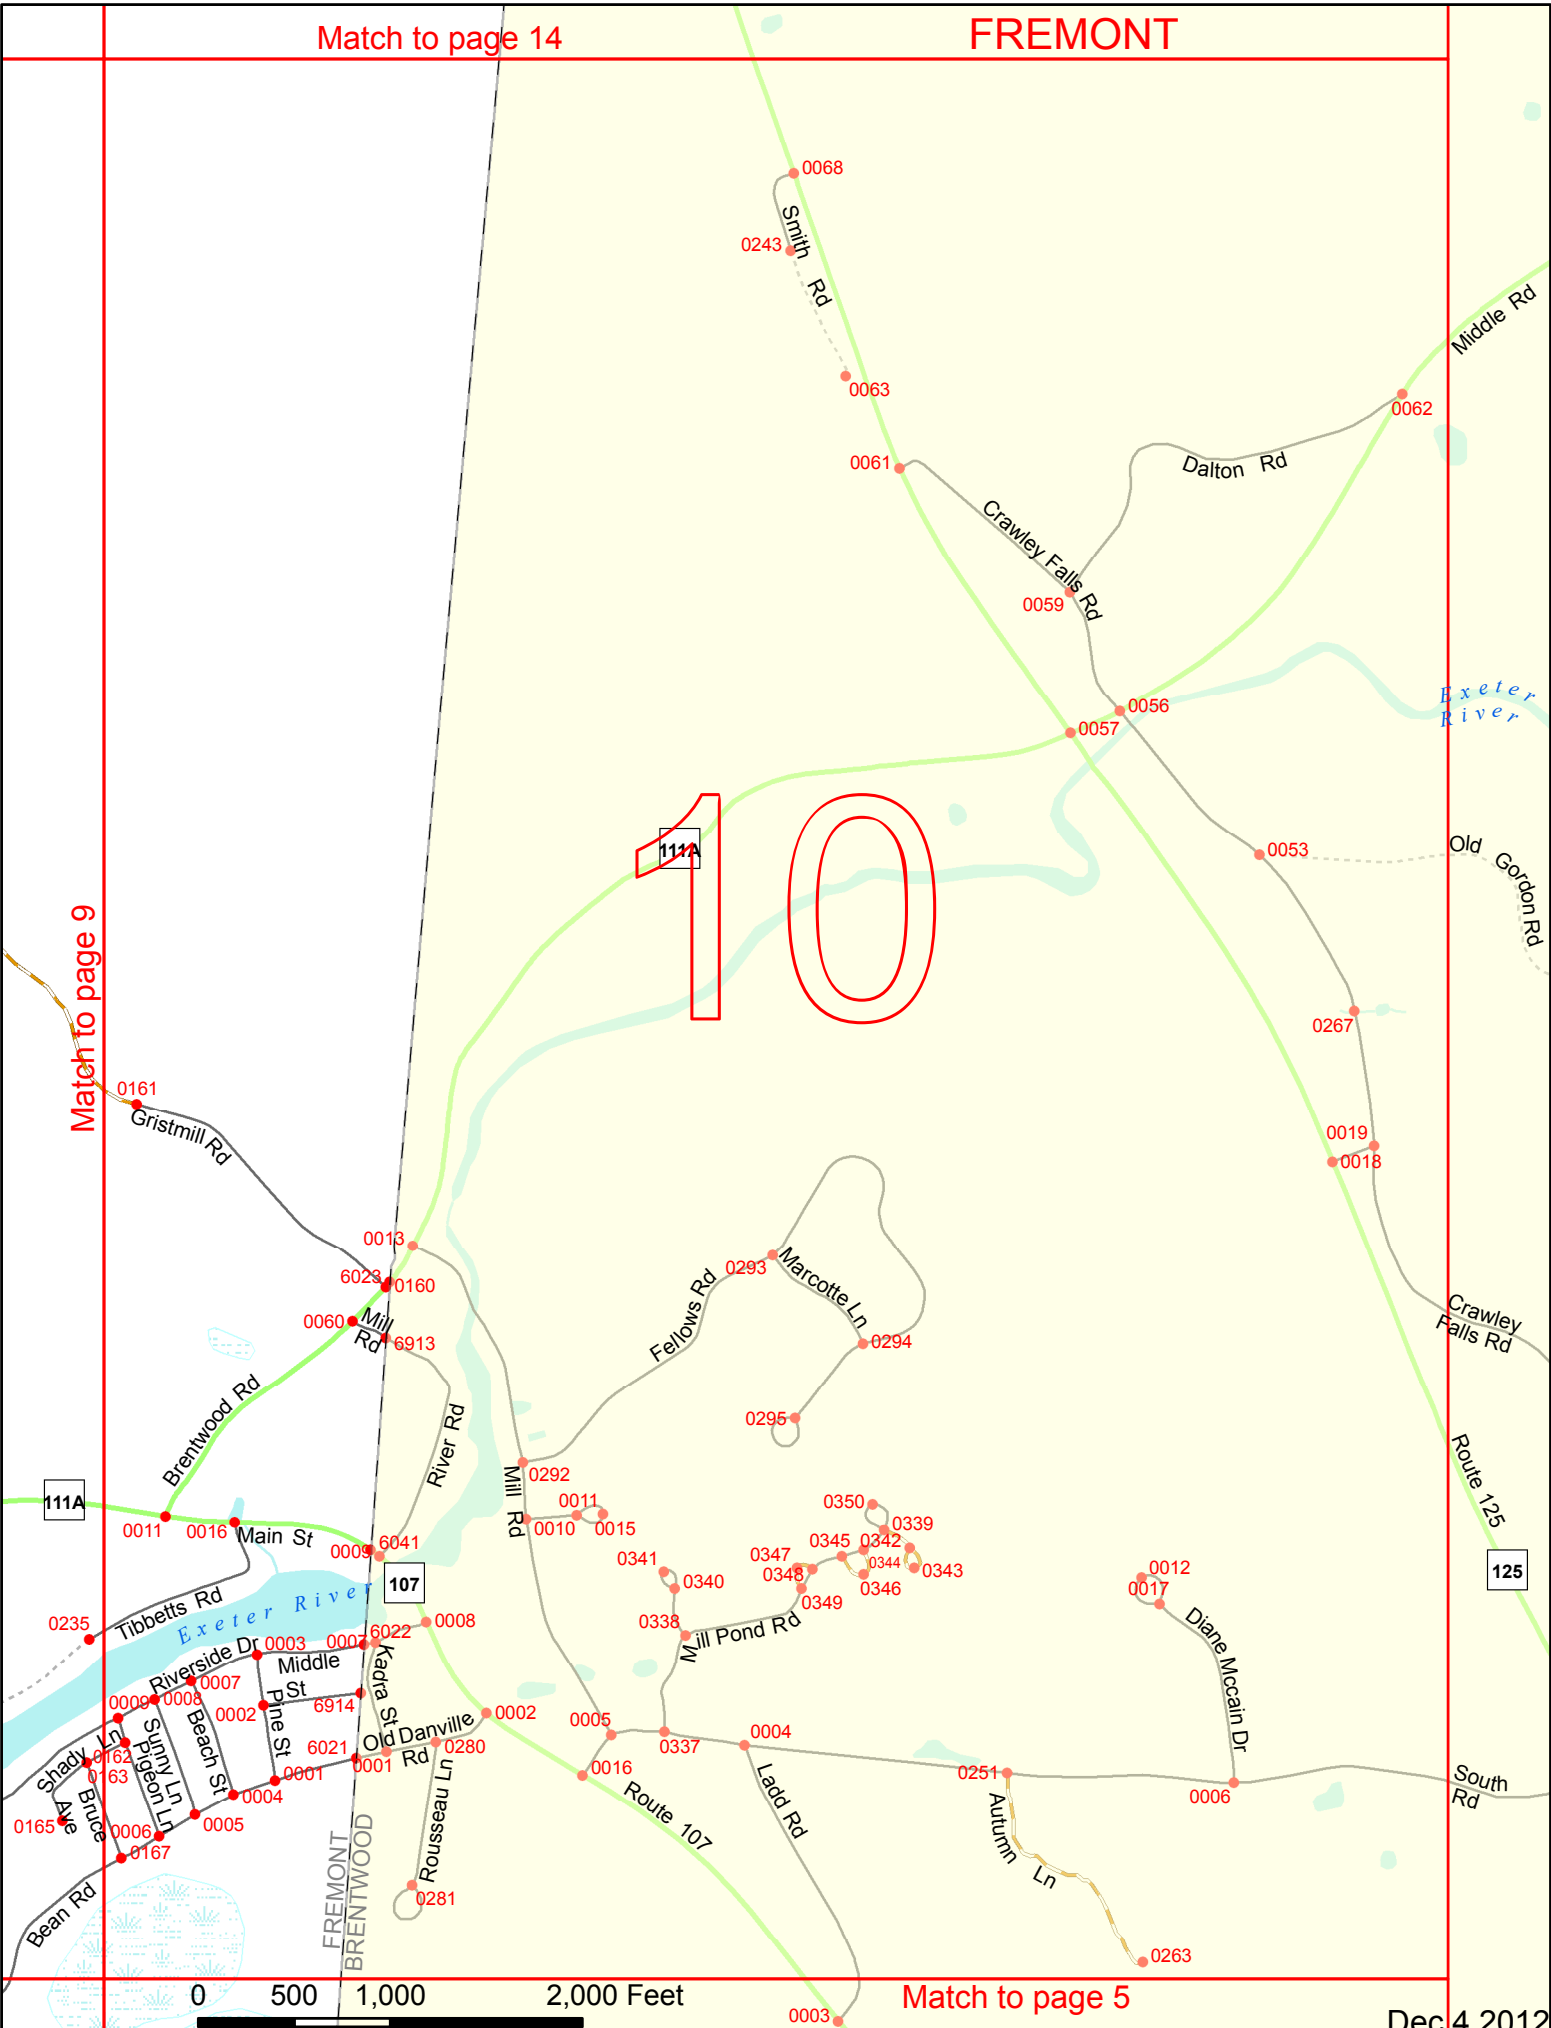 Match to page 14
FREMONT
0068
Smith Rd
0243
Middle Rd
0063
0062
0061
Dalton Rd
Crawley Falls Rd
0059
Exeter
River
0056
0057
111A
10
0053
Old Gordon Rd
Match to page 9
0267
0161
Gristmill Rd
0019
0018
0013
6023
0160
0293
Marcotte Ln
Fellows Rd
0060
Mill
Rd
6913
0294
Crawley
Falls Rd
Brentwood Rd
River Rd
0295
Route 125
0292
Mill Rd
111A
0011
0016
Main St
0009
6041
0011
0010
0015
0350
0339
0345
0342
0344
0343
0347
0348
0346
0349
0341
0340
107
125
0012
0017
Tibbetts Rd
Exeter River
0235
0008
0338
Mill Pond Rd
Diane Mccain Dr
Riverside Dr
0003
0007
6022
Middle
St
Kadra St
0007
0009
0008
0002
6914
Pine St
0002
0005
0337
0004
Shady Ln
Sunny Ln
Beach St
Old Danville
Rd
0280
6021
0001
0162
0163
Pigeon Ln
0001
0016
0251
0006
South
Rd
0004
Bruce
Ave
0165
0005
0006
0167
Rousseau Ln
Route 107
Ladd Rd
Autumn Ln
Bean Rd
FREMONT
BRENTWOOD
0281
0263
0 500 1,000 2,000 Feet
Match to page 5
0003
Dec 4 2012